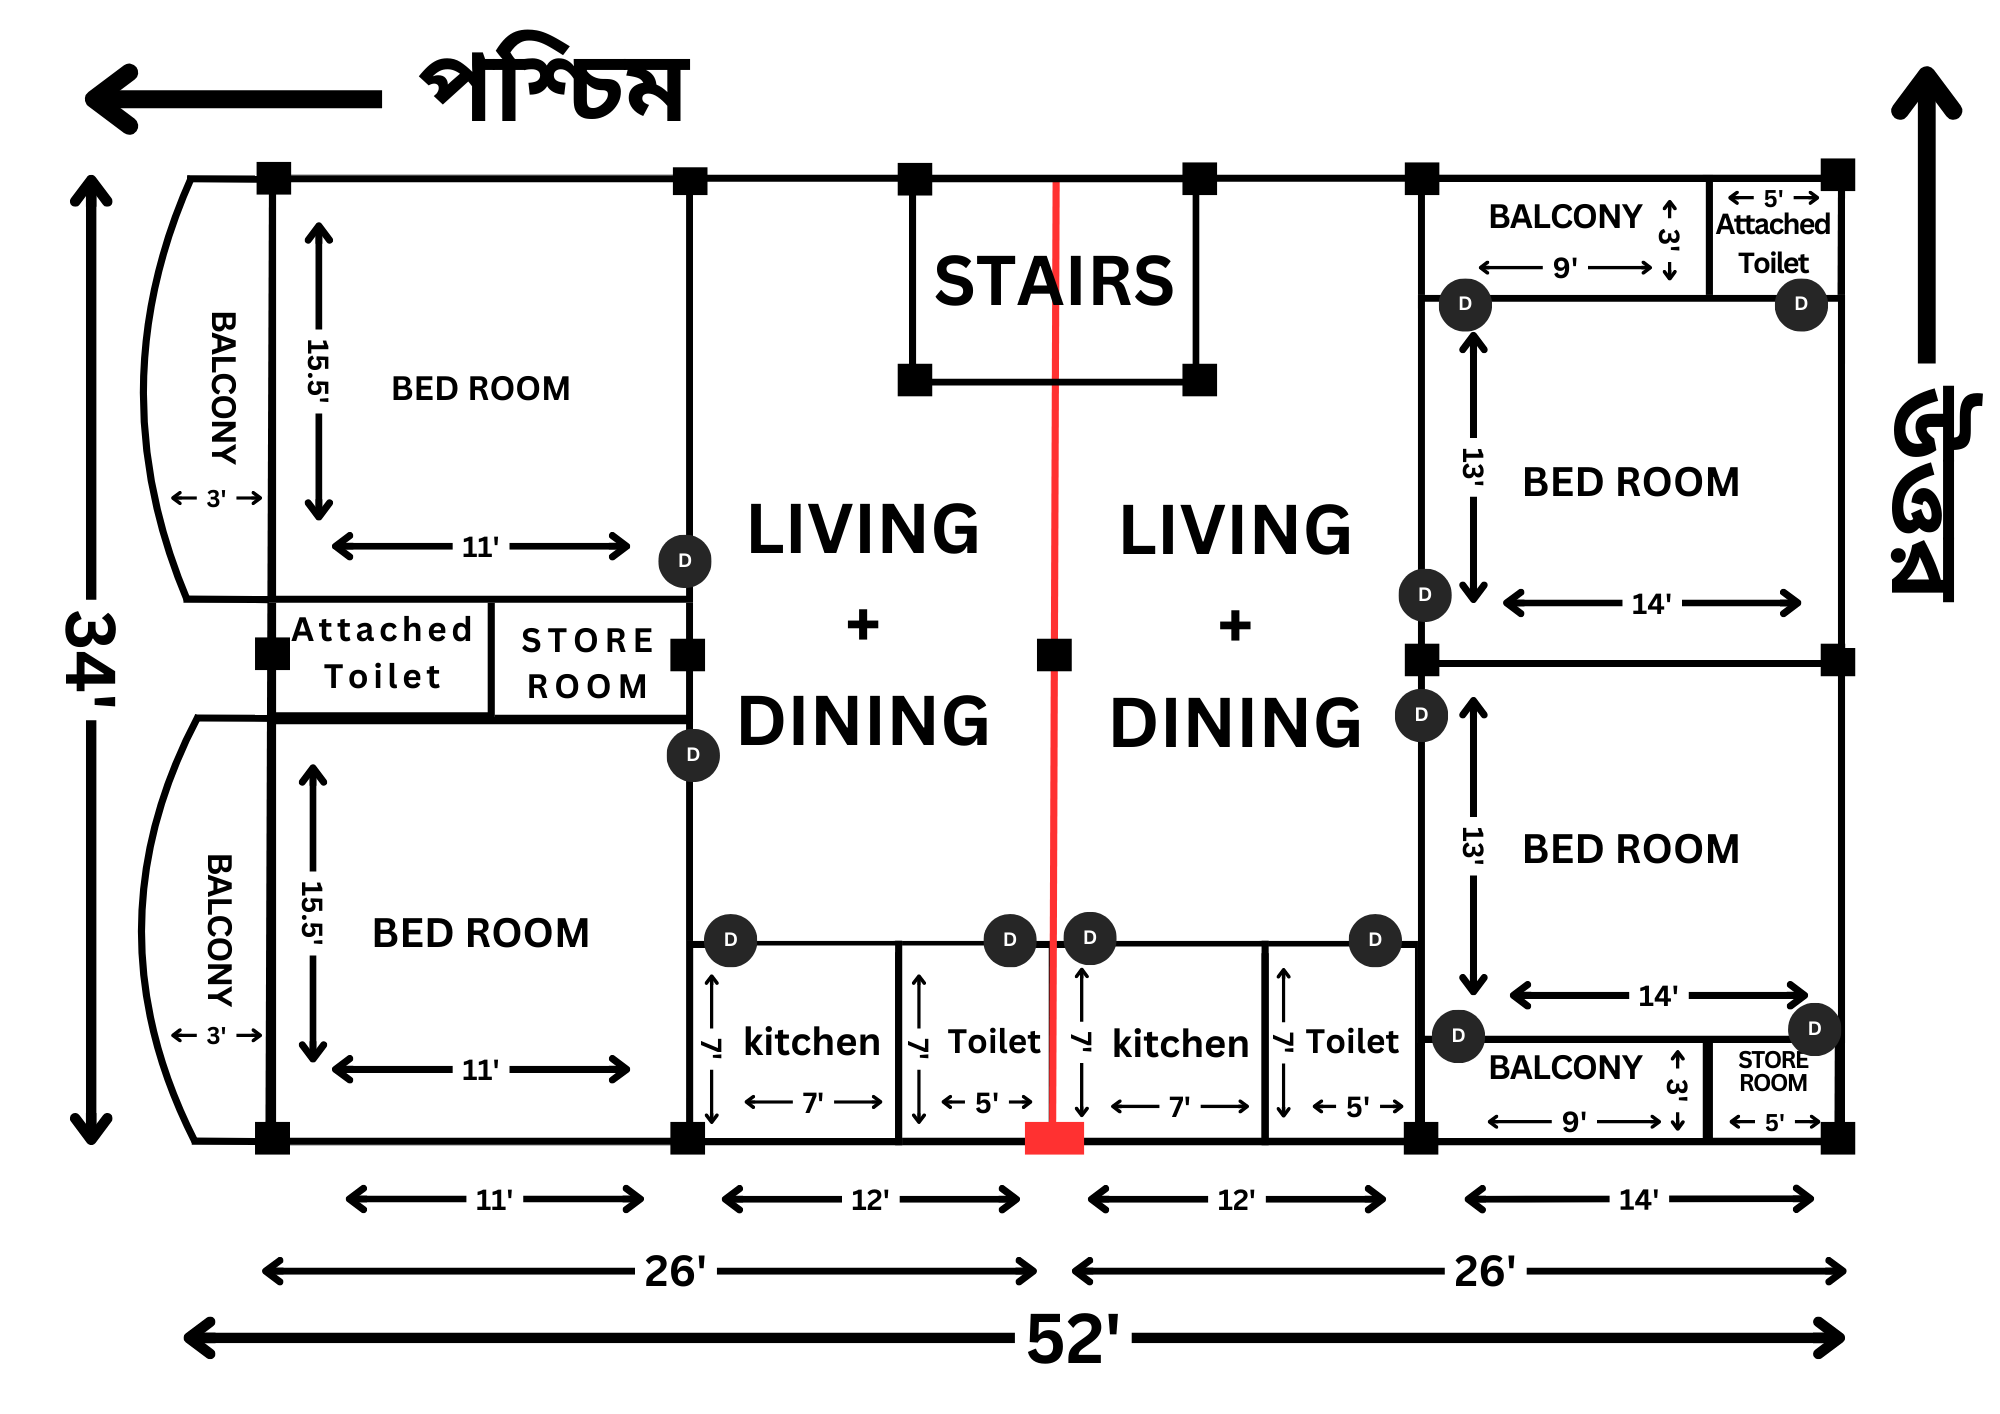 পশ্চিম
উত্তর
34'
BALCONY
3'
15.5'
BED ROOM
11'
D
Attached
Toilet
STORE
ROOM
D
BALCONY
3'
15.5'
BED ROOM
11'
STAIRS
LIVING
+
DINING
LIVING
+
DINING
BALCONY
3'
9'
5'
Attached
Toilet
D
D
13'
BED ROOM
14'
D
D
13'
BED ROOM
14'
D
D
BALCONY
3'
9'
STORE
ROOM
5'
D
7'
kitchen
7'
D
7'
Toilet
5'
D
7'
kitchen
7'
D
7'
Toilet
5'
11'
12'
12'
14'
26'
26'
52'